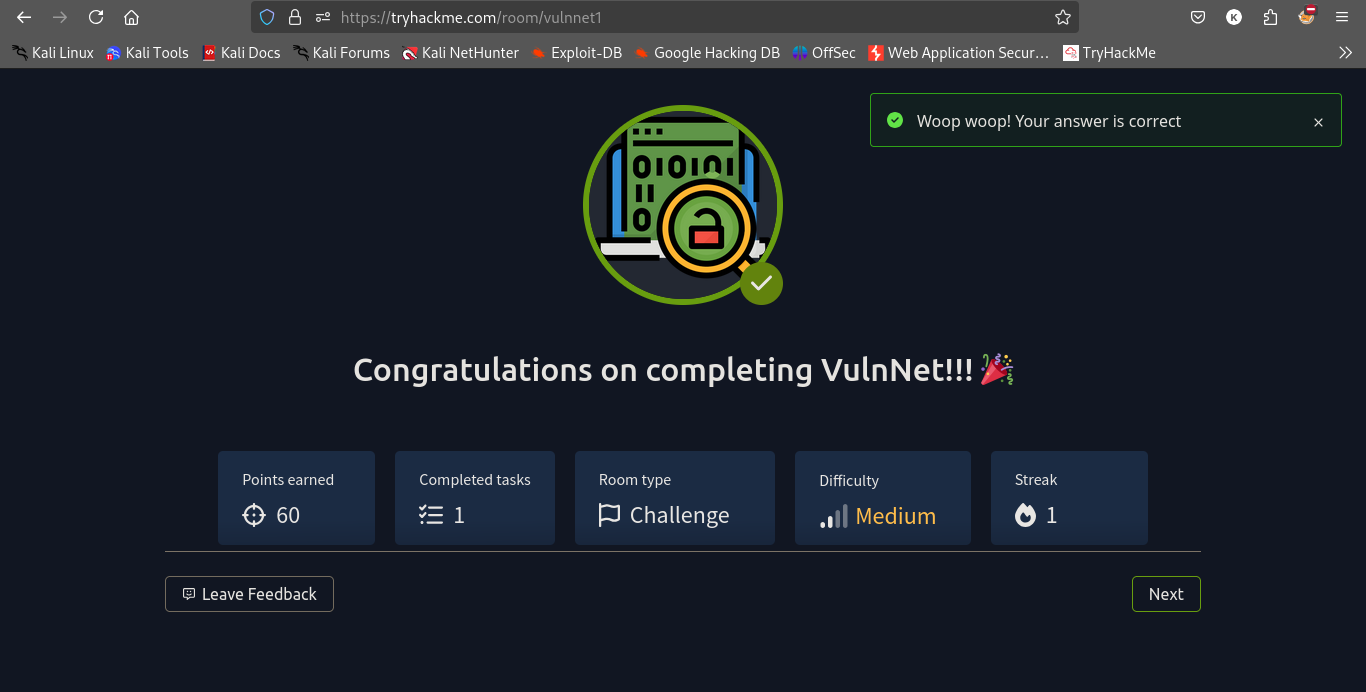 https://tryhackme.com/room/vulnnet1
K
Kali Linux Kali Tools Kali Docs Kali Forums Kali NetHunter Exploit-DB Google Hacking DB OffSec Web Application Secur… TryHackMe
Woop woop! Your answer is correct
Congratulations on completing VulnNet!!! 🎉
Points earned Completed tasks Room type Difficulty Streak
60 1 Challenge Medium 1
Leave Feedback Next